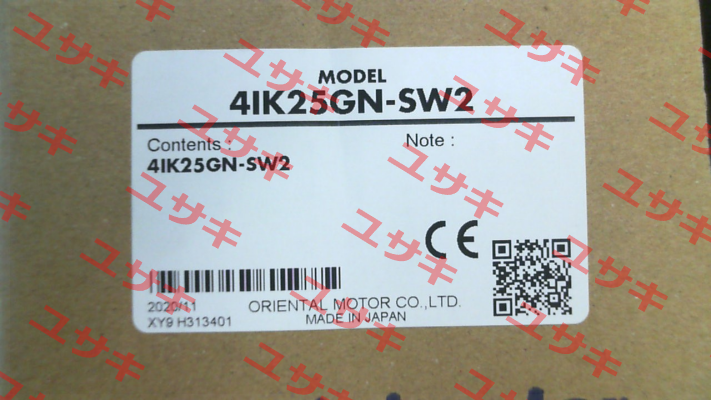 MODEL
4IK25GN-SW2
Contents :
Note :
4IK25GN-SW2
CE
2020/11
ORIENTAL MOTOR CO.,LTD.
XY9 H313401
MADE IN JAPAN
ユサキ